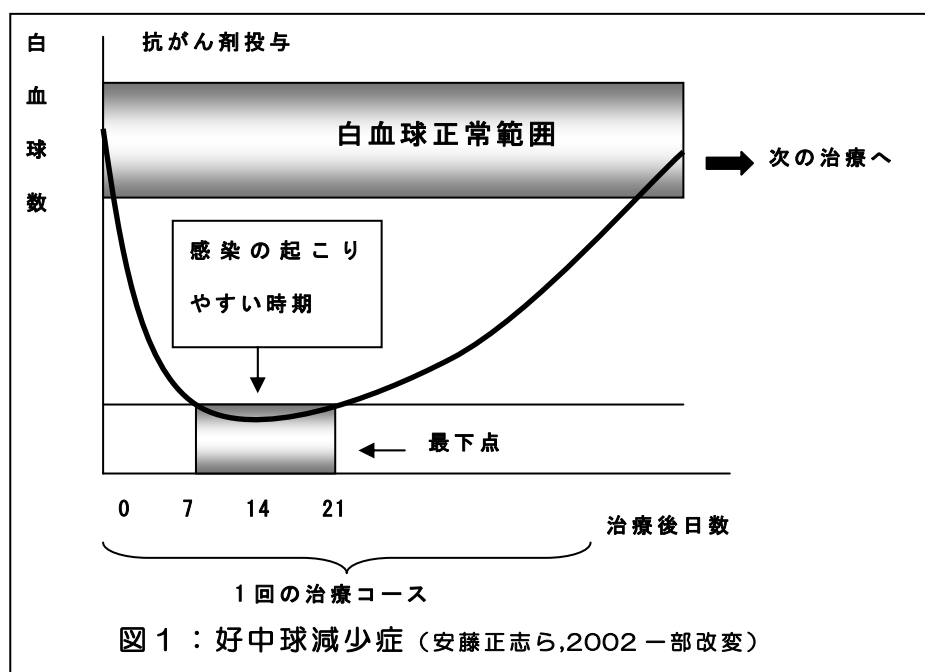 白血球数
抗がん剤投与
白血球正常範囲
次の治療へ
感染の起こり
やすい時期
最下点
0 7 14 21
治療後日数
1回の治療コース
図1：好中球減少症（安藤正志ら,2002一部改変）